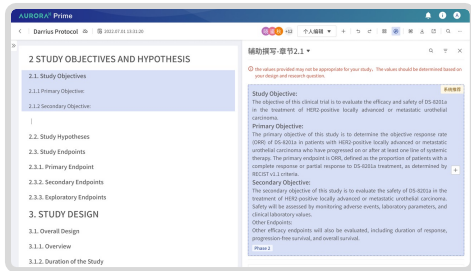 AURORA Prime
Darrius Protocol
2022.07.01 13:31:20
+12
个人编辑
2 STUDY OBJECTIVES AND HYPOTHESIS
2.1. Study Objectives
2.1.1 Primary Objective:
2.1.2 Secondary Objective:
2.2. Study Hypotheses
2.3. Study Endpoints
2.3.1. Primary Endpoint
2.3.2. Secondary Endpoints
2.3.3. Exploratory Endpoints
3. STUDY DESIGN
3.1. Overall Design
3.1.1. Overview
3.1.2. Duration of the Study
辅助撰写-章节2.1
the values provided may not be appropriate for your study. The values should be determined based on
your design and research question.
系统推荐
Study Objective:
The objective of this clinical trial is to evaluate the efficacy and safety of DS-8201a
in the treatment of HER2-positive locally advanced or metastatic urothelial
carcinoma.
Primary Objective:
The primary objective of this study is to determine the objective response rate
(ORR) of DS-8201a in patients with HER2-positive locally advanced or metastatic
urothelial carcinoma who have progressed on or after at least one line of systemic
therapy. The primary endpoint is ORR, defined as the proportion of patients with a
complete response or partial response to DS-8201a treatment, as determined by
RECIST v1.1 criteria.
Secondary Objective:
The secondary objective of this study is to evaluate the safety of DS-8201a in the
treatment of HER2-positive locally advanced or metastatic urothelial carcinoma.
Safety will be assessed by monitoring adverse events, laboratory parameters, and
clinical laboratory values.
Other Endpoints:
Other efficacy endpoints will also be evaluated, including duration of response,
progression-free survival, and overall survival.
Phase 2